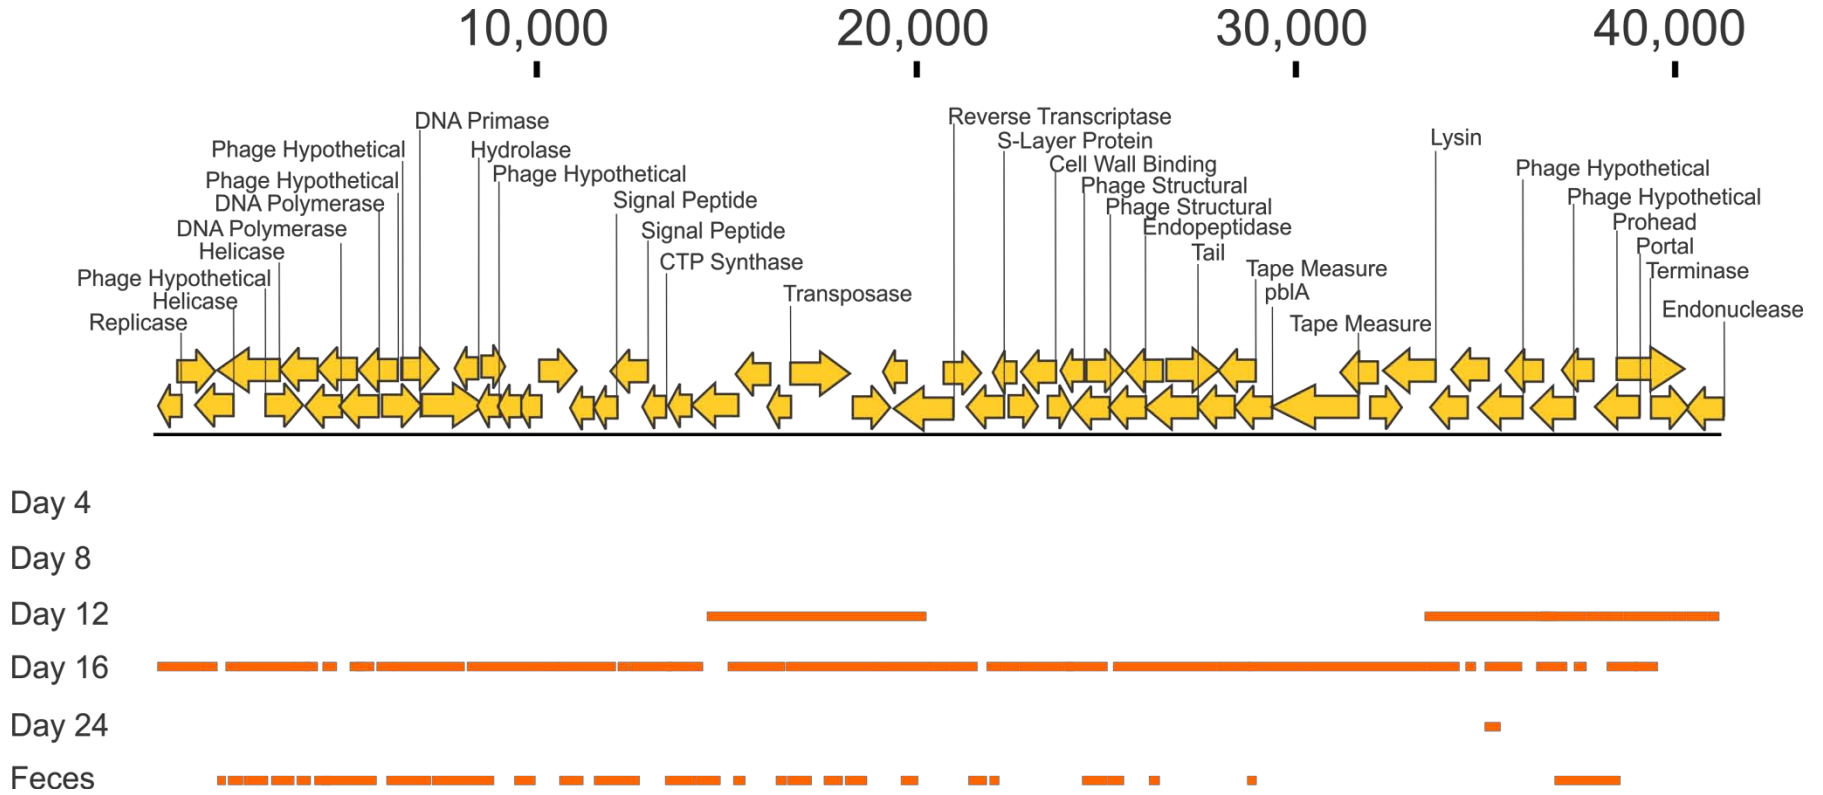 10,000
20,000
30,000
40,000
Reverse Transcriptase
DNA Primase
Lysin
S-Layer Protein
Phage Hypothetical
Hydrolase
Cell Wall Binding
Phage Hypothetical
Phage Hypothetical
Phage Hypothetical
Phage Structural
Phage Hypothetical
Signal Peptide
DNA Polymerase
Phage Structural
Prohead
DNA Polymerase
Signal Peptide
Endopeptidase
Portal
Helicase
Tail
CTP Synthase
Tape Measure
Terminase
Phage Hypothetical
pblA
Transposase
Helicase
Endonuclease
Replicase
Tape Measure
Day 4
Day 8
Day 12
Day 16
Day 24
Feces